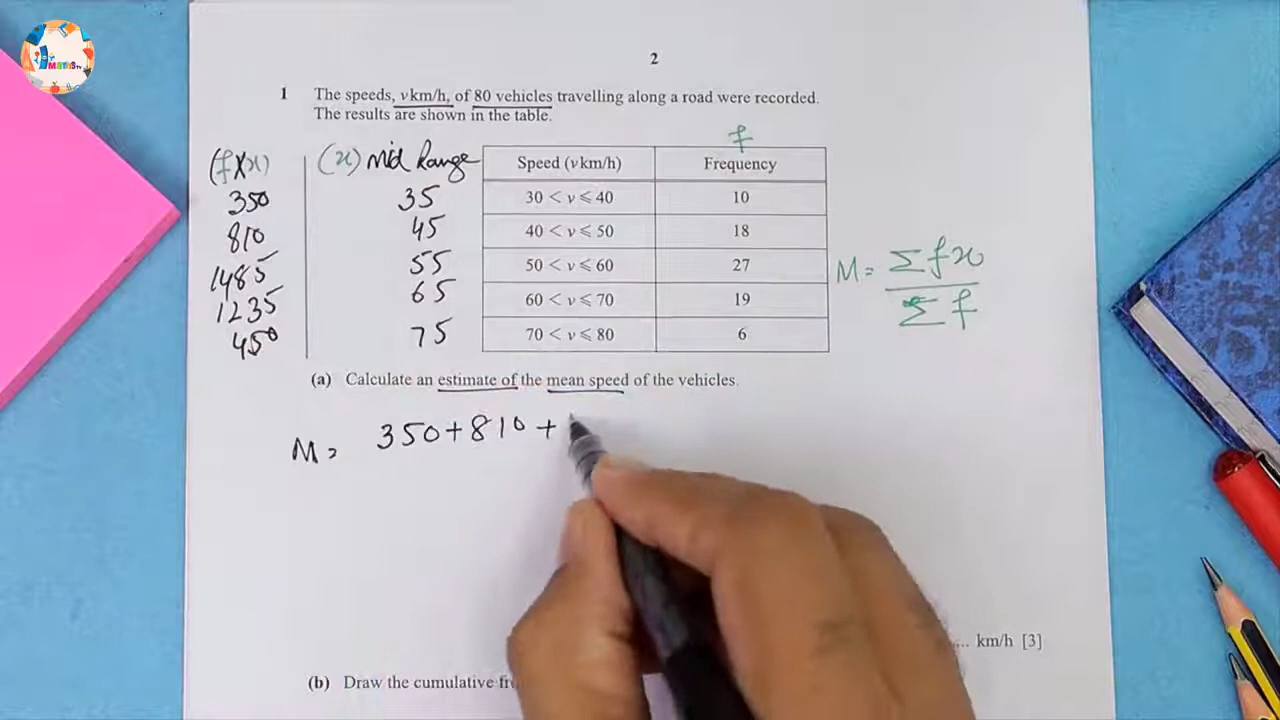 MATHS TV
2
1 The speeds, v km/h, of 80 vehicles travelling along a road were recorded.
The results are shown in the table.
f
(f×x) (x) Mid Range Speed (v km/h) Frequency
350 35 30 < v ⩽ 40 10
810 45 40 < v ⩽ 50 18
1485 55 50 < v ⩽ 60 27
1235 65 60 < v ⩽ 70 19
450 75 70 < v ⩽ 80 6
M = Σfx / Σf
(a) Calculate an estimate of the mean speed of the vehicles.
M = 350+810+
... km/h [3]
(b) Draw the cumulative